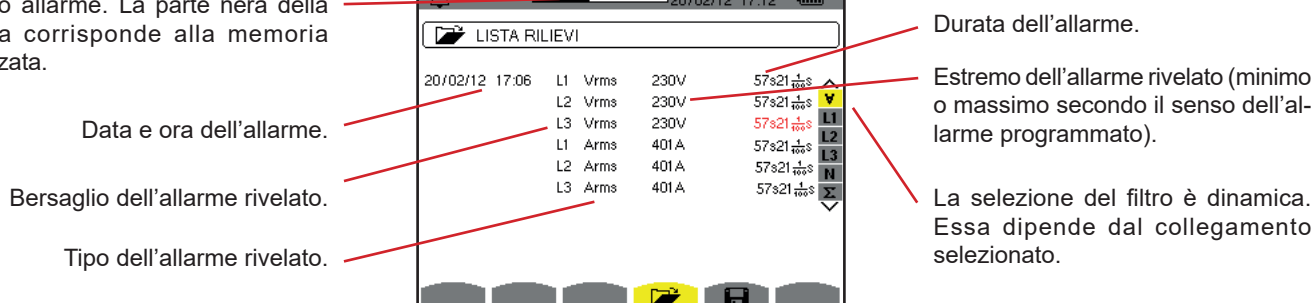 o allarme. La parte nera della
a corrisponde alla memoria
zata.
Data e ora dell'allarme.
Bersaglio dell'allarme rivelato.
Tipo dell'allarme rivelato.
20/02/12 17:12
LISTA RILIEVI
20/02/12 17:06 L1 Vrms 230V 57s21 1/100 s
L2 Vrms 230V 57s21 1/100 s
L3 Vrms 230V 57s21 1/100 s
L1 Arms 401A 57s21 1/100 s
L2 Arms 401A 57s21 1/100 s
L3 Arms 401A 57s21 1/100 s
∀
L1
L2
L3
N
Σ
Durata dell'allarme.
Estremo dell'allarme rivelato (minimo
o massimo secondo il senso dell'al-
larme programmato).
La selezione del filtro è dinamica.
Essa dipende dal collegamento
selezionato.